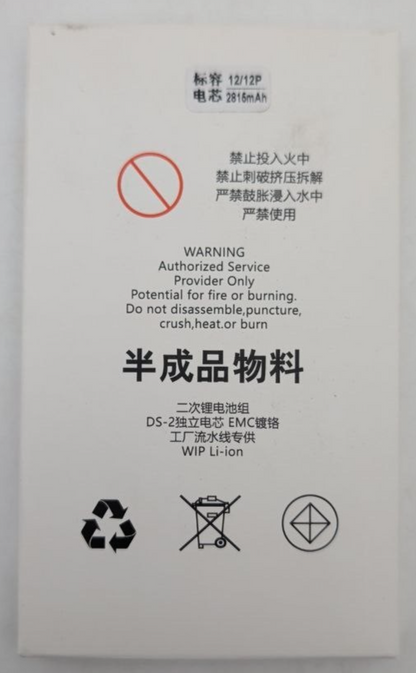 标容 12/12P
电芯 2815mAh
禁止投入火中
禁止刺破挤压拆解
严禁鼓胀浸入水中
严禁使用
WARNING
Authorized Service
Provider Only
Potential for fire or burning.
Do not disassemble,puncture,
crush,heat.or burn
半成品物料
二次锂电池组
DS-2独立电芯 EMC镀铬
工厂流水线专供
WIP Li-ion